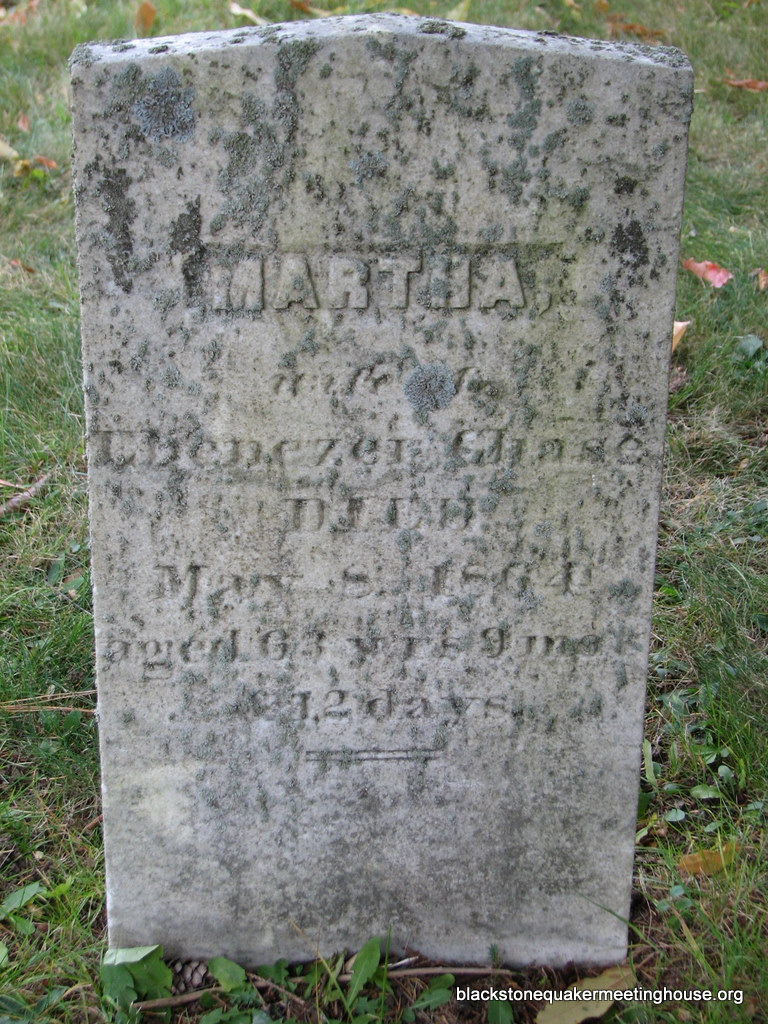 MARTHA,
wife of
Ebenezer Chase
DIED
May 8, 1864
aged 63 yrs 9 mos
12 days.
blackstonequakermeetinghouse.org